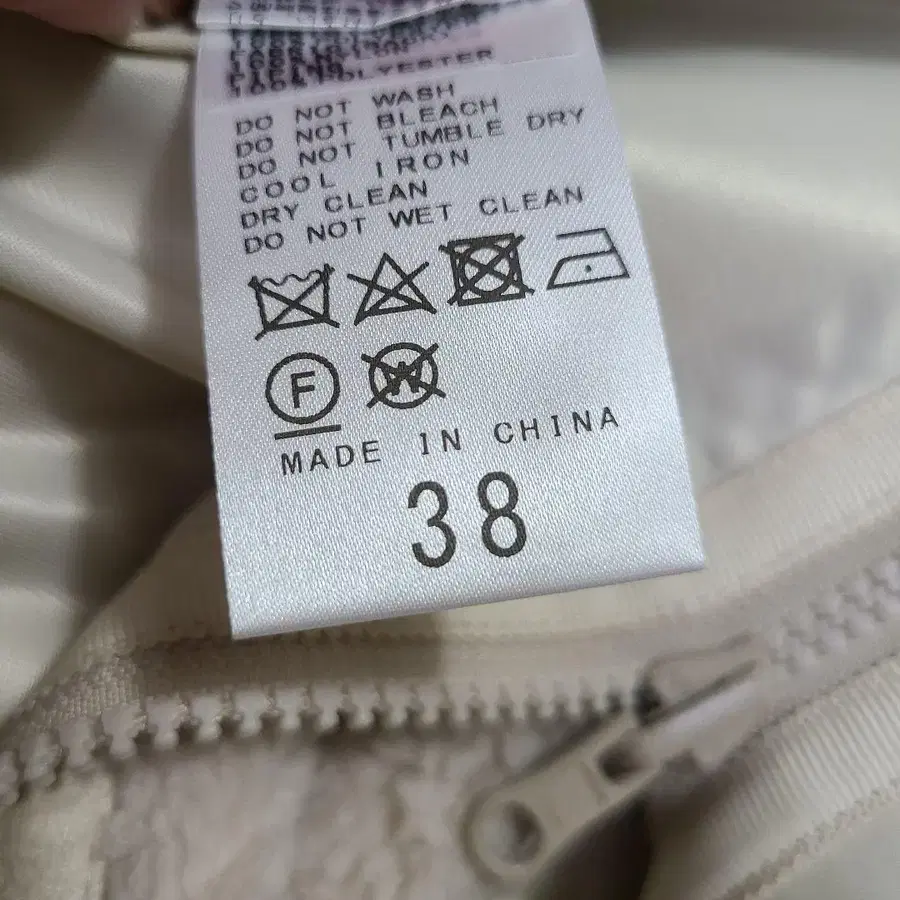 100% POLYESTER
DO NOT WASH
DO NOT BLEACH
DO NOT TUMBLE DRY
COOL IRON
DRY CLEAN
DO NOT WET CLEAN
F
W
MADE IN CHINA
38